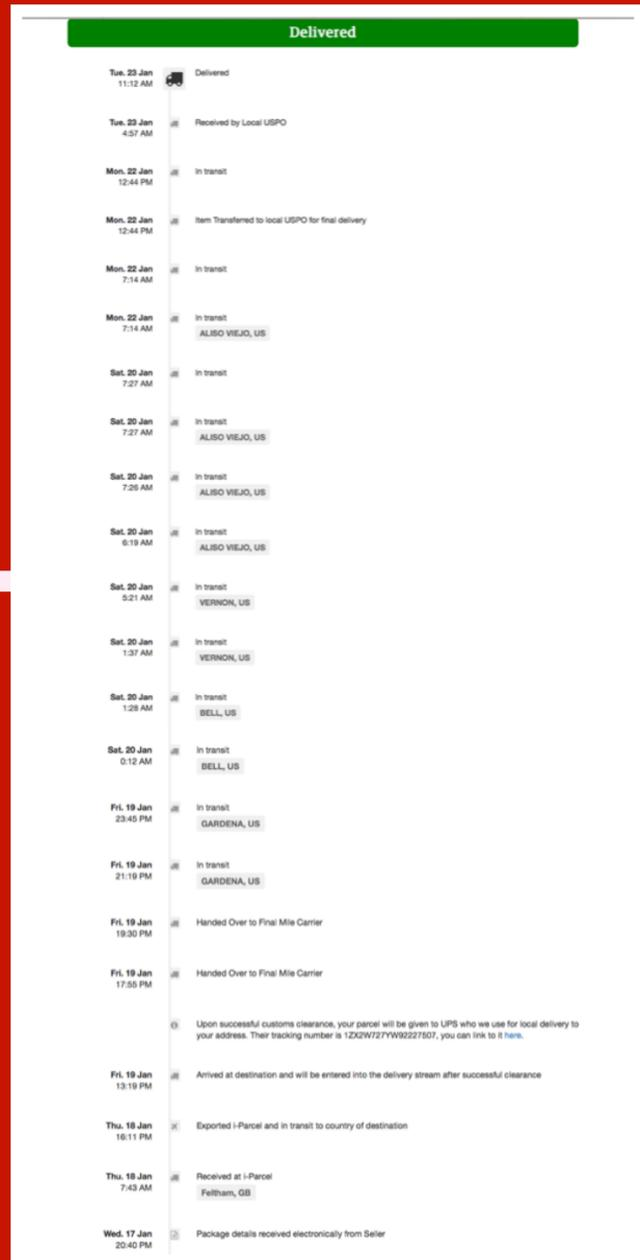 Delivered
Tue. 23 Jan
11:12 AM
Delivered
Tue. 23 Jan
4:57 AM
Received by Local USPO
Mon. 22 Jan
12:44 PM
In transit
Mon. 22 Jan
12:44 PM
Item Transferred to local USPO for final delivery
Mon. 22 Jan
7:14 AM
In transit
Mon. 22 Jan
7:14 AM
In transit
ALISO VIEJO, US
Sat. 20 Jan
7:27 AM
In transit
Sat. 20 Jan
7:27 AM
In transit
ALISO VIEJO, US
Sat. 20 Jan
7:26 AM
In transit
ALISO VIEJO, US
Sat. 20 Jan
6:19 AM
In transit
ALISO VIEJO, US
Sat. 20 Jan
5:21 AM
In transit
VERNON, US
Sat. 20 Jan
1:37 AM
In transit
VERNON, US
Sat. 20 Jan
1:28 AM
In transit
BELL, US
Sat. 20 Jan
0:12 AM
In transit
BELL, US
Fri. 19 Jan
23:45 PM
In transit
GARDENA, US
Fri. 19 Jan
21:19 PM
In transit
GARDENA, US
Fri. 19 Jan
19:30 PM
Handed Over to Final Mile Carrier
Fri. 19 Jan
17:55 PM
Handed Over to Final Mile Carrier
Upon successful customs clearance, your parcel will be given to UPS who we use for local delivery to
your address. Their tracking number is 1ZX2W727YW92227507, you can link to it here.
Fri. 19 Jan
13:19 PM
Arrived at destination and will be entered into the delivery stream after successful clearance
Thu. 18 Jan
16:11 PM
Exported i-Parcel and in transit to country of destination
Thu. 18 Jan
7:43 AM
Received at i-Parcel
Feltham, GB
Wed. 17 Jan
20:40 PM
Package details received electronically from Seller